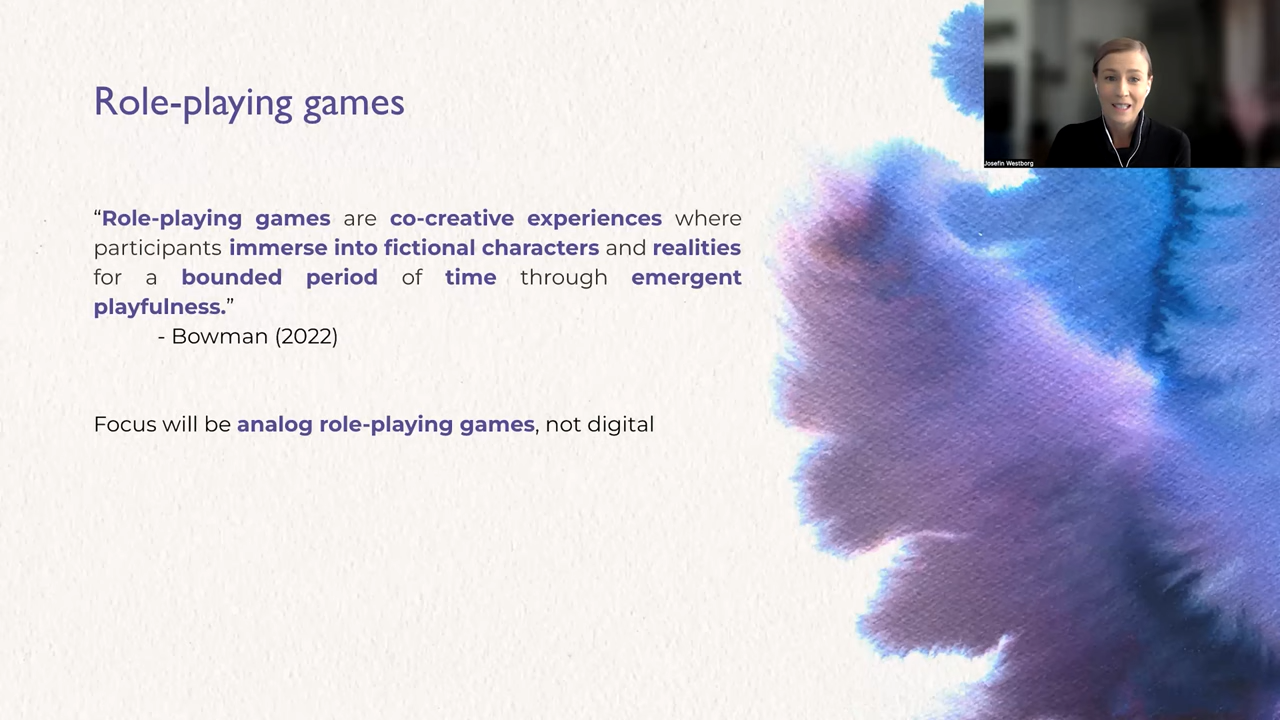 Role-playing games
“Role-playing games are co-creative experiences where
participants immerse into fictional characters and realities
for a bounded period of time through emergent
playfulness.”
- Bowman (2022)
Focus will be analog role-playing games, not digital
Josefin Westborg